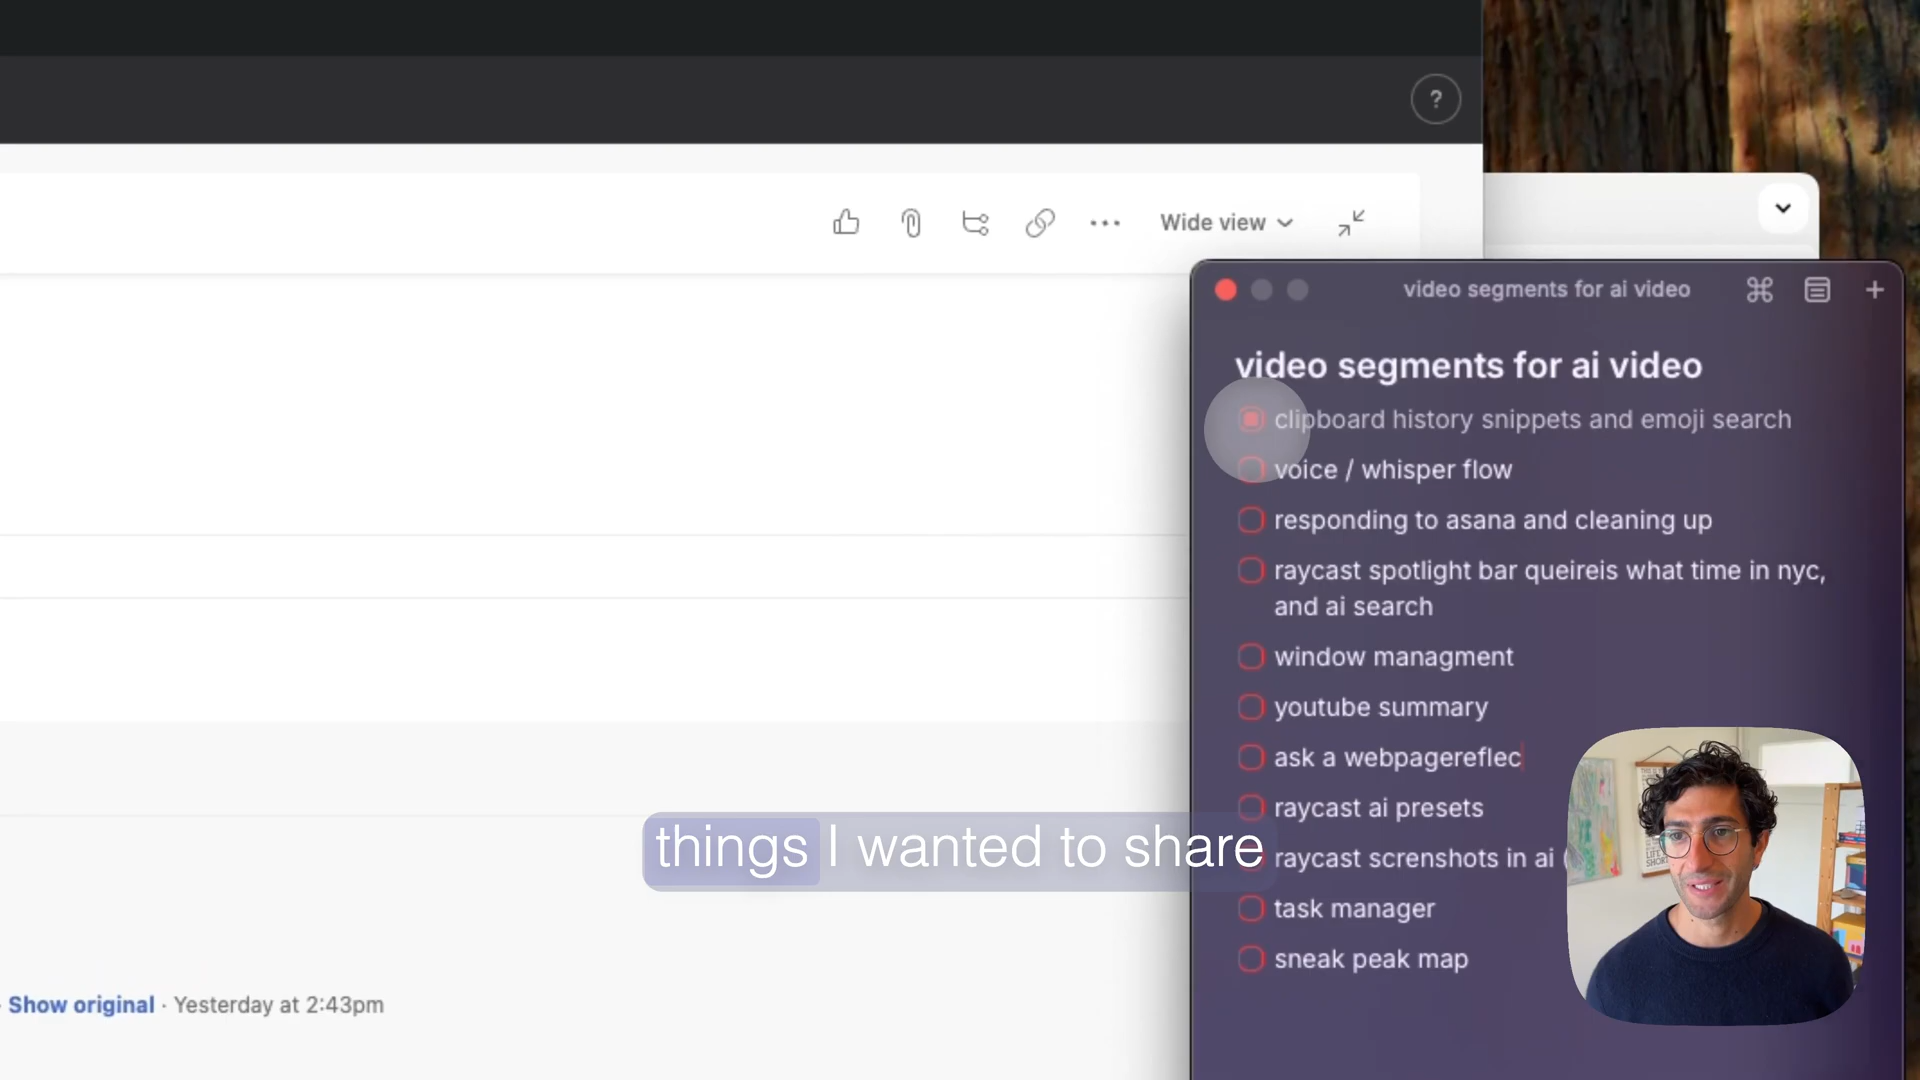 ?
Wide view
video segments for ai video
video segments for ai video
clipboard history snippets and emoji search
voice / whisper flow
responding to asana and cleaning up
raycast spotlight bar queireis what time in nyc,
and ai search
window managment
youtube summary
ask a webpagereflec
raycast ai presets
things I wanted to share
raycast screnshots in ai (
task manager
sneak peak map
Show original · Yesterday at 2:43pm